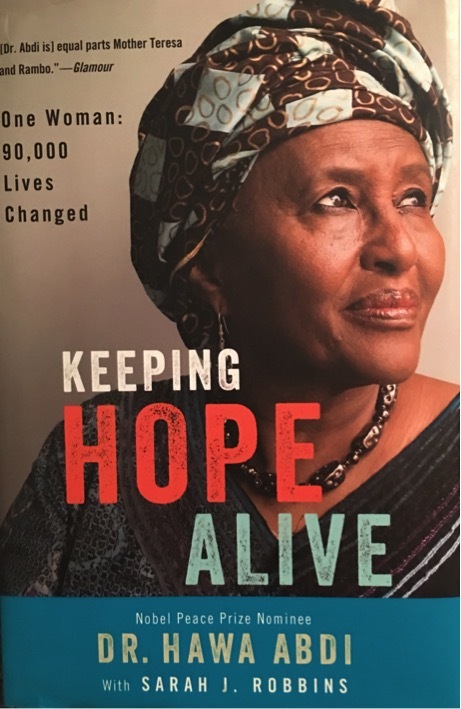 [Dr. Abdi is] equal parts Mother Teresa
and Rambo."—Glamour
One Woman:
90,000
Lives
Changed
KEEPING
HOPE
ALIVE
Nobel Peace Prize Nominee
DR. HAWA ABDI
With SARAH J. ROBBINS